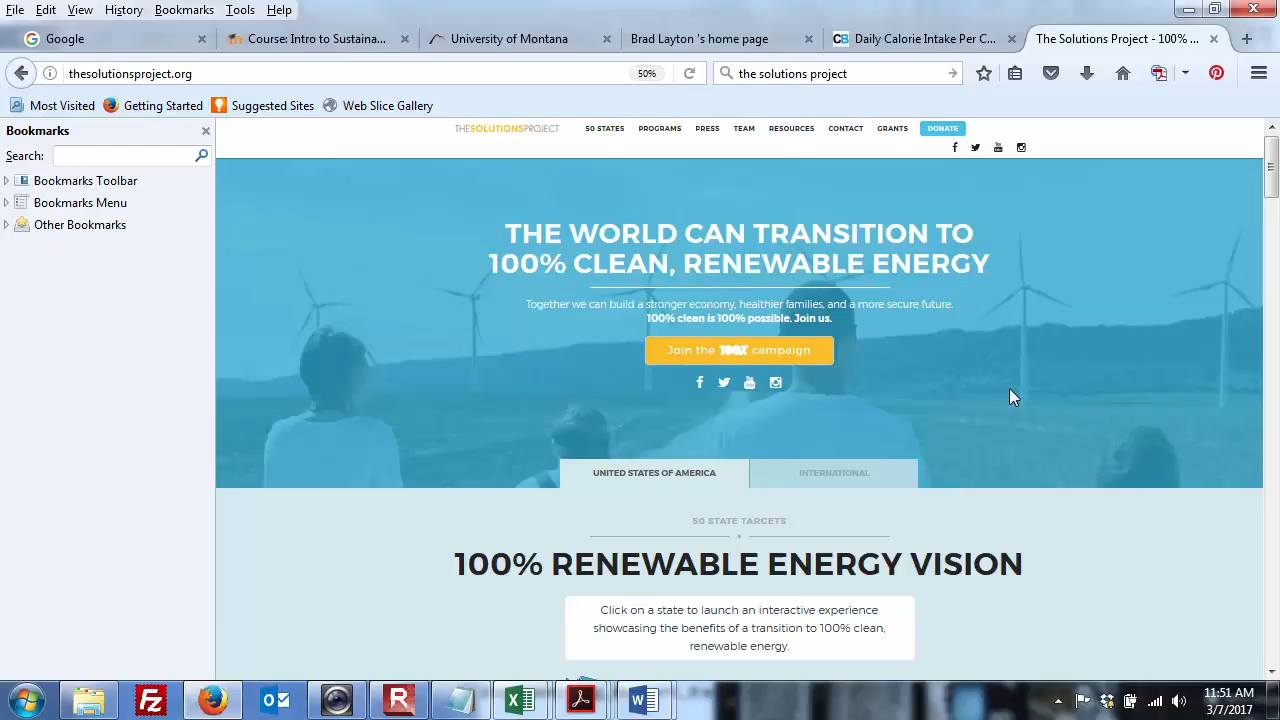 File Edit View History Bookmarks Tools Help
Google
Course: Intro to Sustaina...
University of Montana
Brad Layton 's home page
CB Daily Calorie Intake Per C...
The Solutions Project - 100% ...
thesolutionsproject.org
50%
the solutions project
Most Visited Getting Started Suggested Sites Web Slice Gallery
Bookmarks
Search:
Bookmarks Toolbar
Bookmarks Menu
Other Bookmarks
THESOLUTIONSPROJECT
50 STATES PROGRAMS PRESS TEAM RESOURCES CONTACT GRANTS DONATE
THE WORLD CAN TRANSITION TO
100% CLEAN, RENEWABLE ENERGY
Together we can build a stronger economy, healthier families, and a more secure future.
100% clean is 100% possible. Join us.
Join the 100% campaign
UNITED STATES OF AMERICA
INTERNATIONAL
50 STATE TARGETS
100% RENEWABLE ENERGY VISION
Click on a state to launch an interactive experience
showcasing the benefits of a transition to 100% clean,
renewable energy.
11:51 AM
3/7/2017